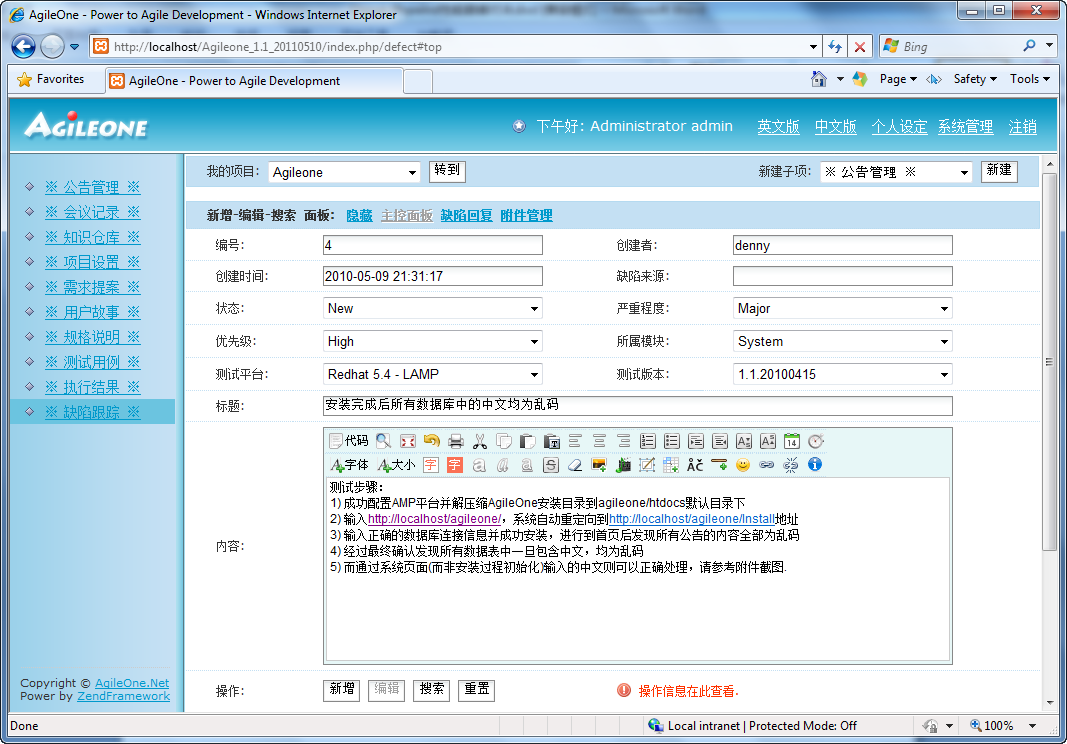 AgileOne - Power to Agile Development - Windows Internet Explorer
http://localhost/Agileone_1.1_20110510/index.php/defect#top
Bing
Favorites
AgileOne - Power to Agile Development
Page
Safety
Tools
AGILEONE
下午好：Administrator admin
英文版 中文版 个人设定 系统管理 注销
※ 公告管理 ※
※ 会议记录 ※
※ 知识仓库 ※
※ 项目设置 ※
※ 需求提案 ※
※ 用户故事 ※
※ 规格说明 ※
※ 测试用例 ※
※ 执行结果 ※
※ 缺陷跟踪 ※
Copyright © AgileOne.Net
Power by ZendFramework
我的项目: Agileone 转到 新建子项: ※ 公告管理 ※ 新建
新增-编辑-搜索 面板: 隐藏 主控面板 缺陷回复 附件管理
编号: 4 创建者: denny
创建时间: 2010-05-09 21:31:17 缺陷来源:
状态: New 严重程度: Major
优先级: High 所属模块: System
测试平台: Redhat 5.4 - LAMP 测试版本: 1.1.20100415
标题: 安装完成后所有数据库中的中文均为乱码
内容:
代码
字体 大小
测试步骤：
1) 成功配置AMP平台并解压缩AgileOne安装目录到agileone/htdocs默认目录下
2) 输入http://localhost/agileone/，系统自动重定向到http://localhost/agileone/Install地址
3) 输入正确的数据库连接信息并成功安装，进行到首页后发现所有公告的内容全部为乱码
4) 经过最终确认发现所有数据表中一旦包含中文，均为乱码
5) 而通过系统页面(而非安装过程初始化)输入的中文则可以正确处理，请参考附件截图.
操作: 新增 编辑 搜索 重置 操作信息在此查看.
Done
Local intranet | Protected Mode: Off
100%